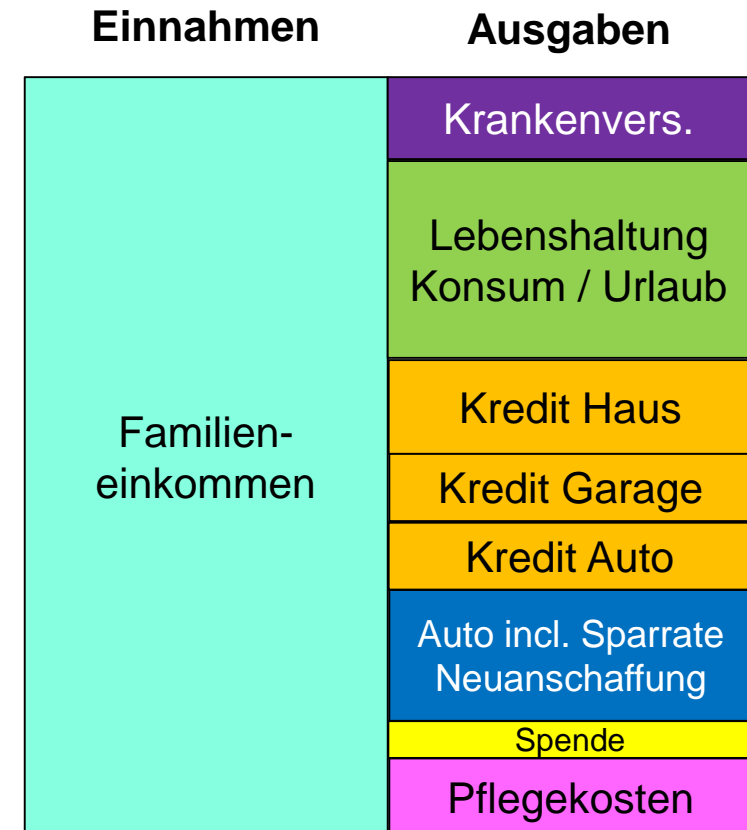 Einnahmen
Ausgaben
Krankenvers.
Lebenshaltung
Konsum / Urlaub
Familien-
einkommen
Kredit Haus
Kredit Garage
Kredit Auto
Auto incl. Sparrate
Neuanschaffung
Spende
Pflegekosten